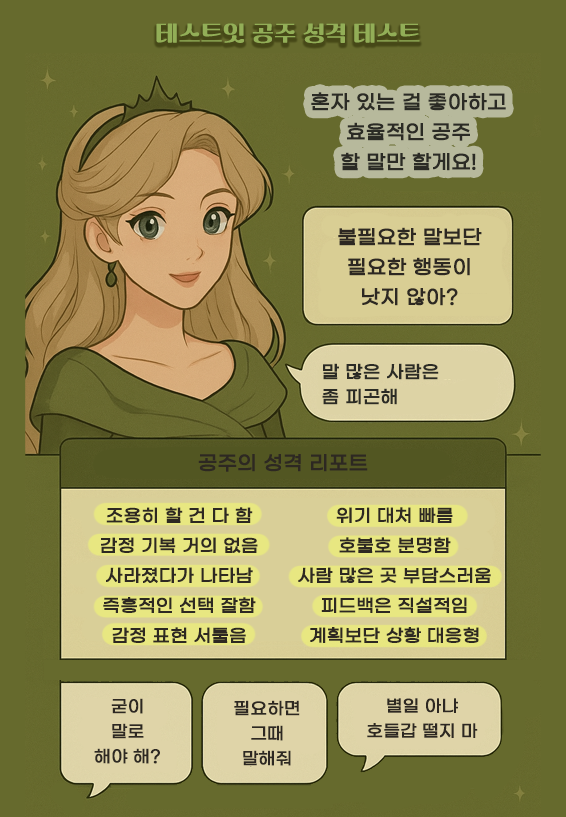 테스트잇 공주 성격 테스트
혼자 있는 걸 좋아하고
효율적인 공주
할 말만 할게요!
불필요한 말보단
필요한 행동이
낫지 않아?
말 많은 사람은
좀 피곤해
공주의 성격 리포트
조용히 할 건 다 함
감정 기복 거의 없음
사라졌다가 나타남
즉흥적인 선택 잘함
감정 표현 서툴음
위기 대처 빠름
호불호 분명함
사람 많은 곳 부담스러움
피드백은 직설적임
계획보단 상황 대응형
굳이
말로
해야 해?
필요하면
그때
말해줘
별일 아냐
호들갑 떨지 마